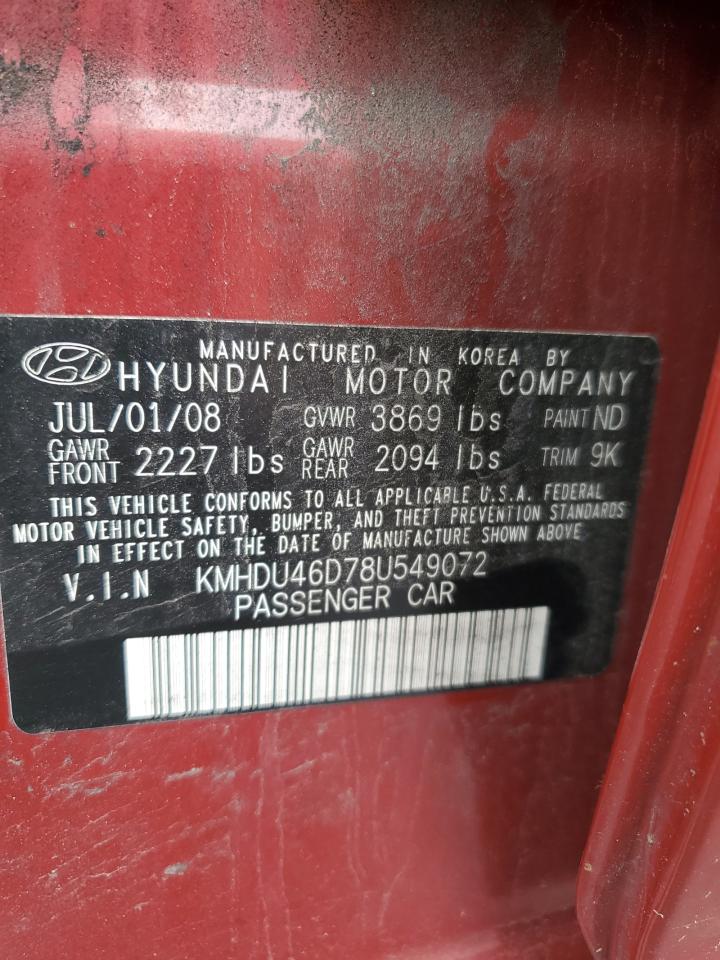 MANUFACTURED IN KOREA BY
HYUNDAI MOTOR COMPANY
JUL/01/08 GVWR 3869 lbs PAINT ND
GAWR FRONT 2227 lbs GAWR REAR 2094 lbs TRIM 9K
THIS VEHICLE CONFORMS TO ALL APPLICABLE U.S.A. FEDERAL
MOTOR VEHICLE SAFETY, BUMPER, AND THEFT PREVENTION STANDARDS
IN EFFECT ON THE DATE OF MANUFACTURE SHOWN ABOVE
V.I.N KMHDU46D78U549072
PASSENGER CAR